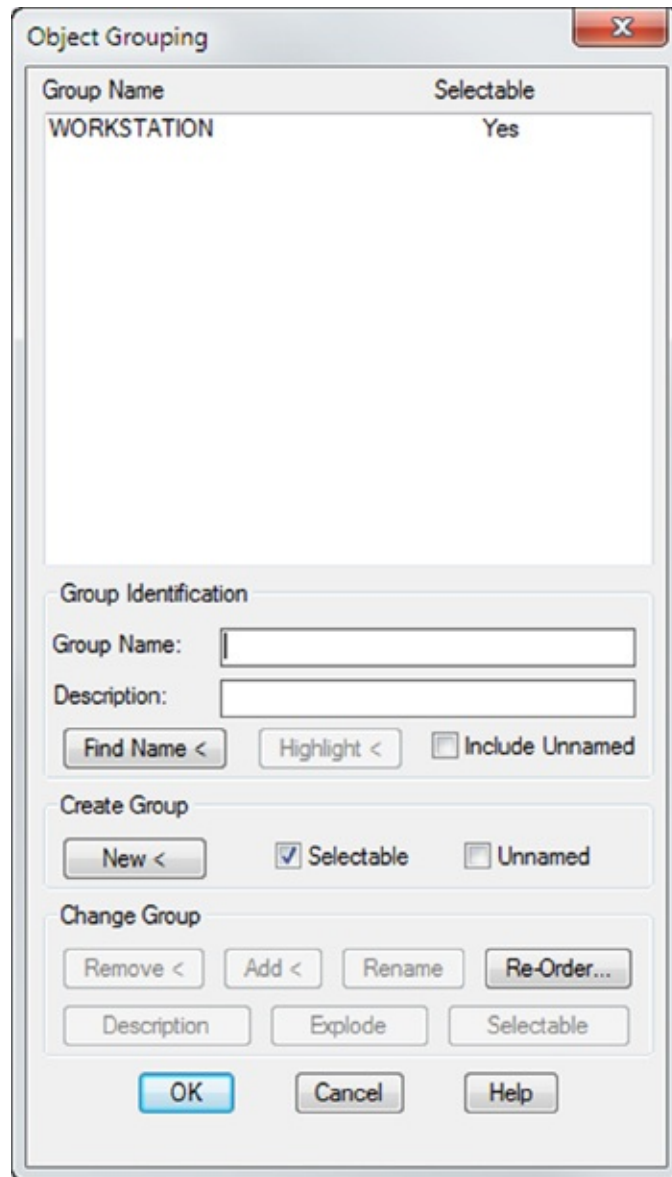 Object Grouping
Group Name Selectable
WORKSTATION Yes
Group Identification
Group Name:
Description:
Find Name < Highlight < Include Unnamed
Create Group
New < Selectable Unnamed
Change Group
Remove < Add < Rename Re-Order...
Description Explode Selectable
OK Cancel Help